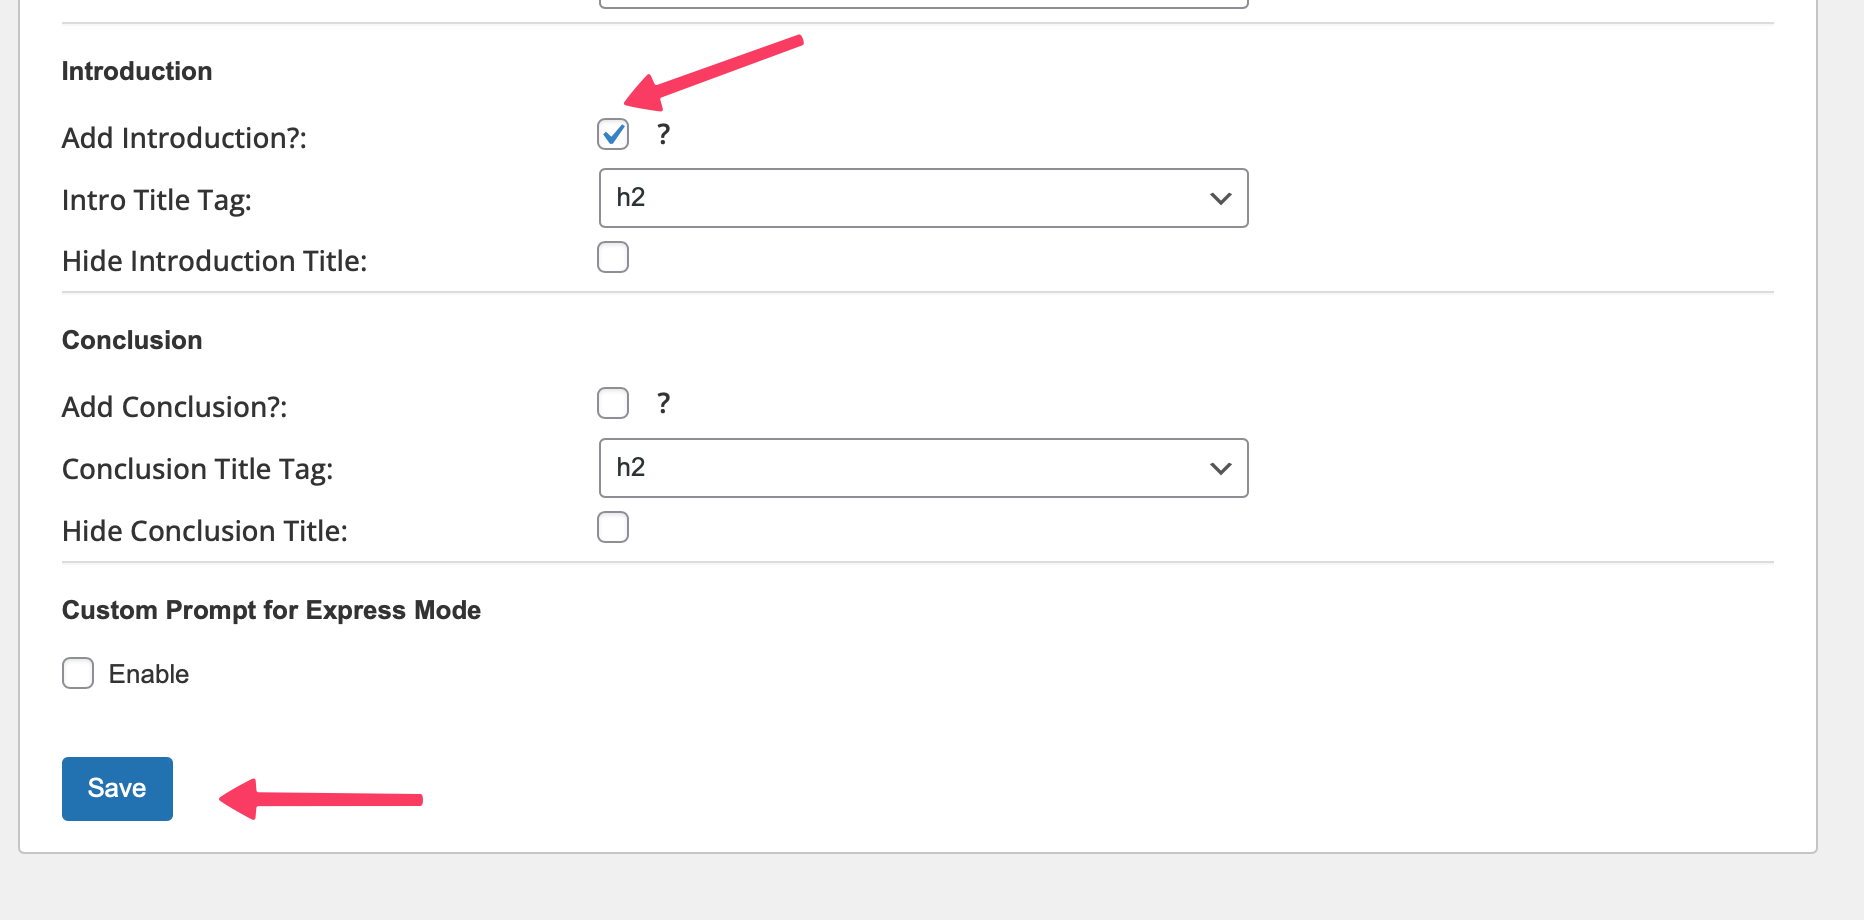 Introduction
Add Introduction?: ?
Intro Title Tag: h2
Hide Introduction Title:
Conclusion
Add Conclusion?: ?
Conclusion Title Tag: h2
Hide Conclusion Title:
Custom Prompt for Express Mode
Enable
Save